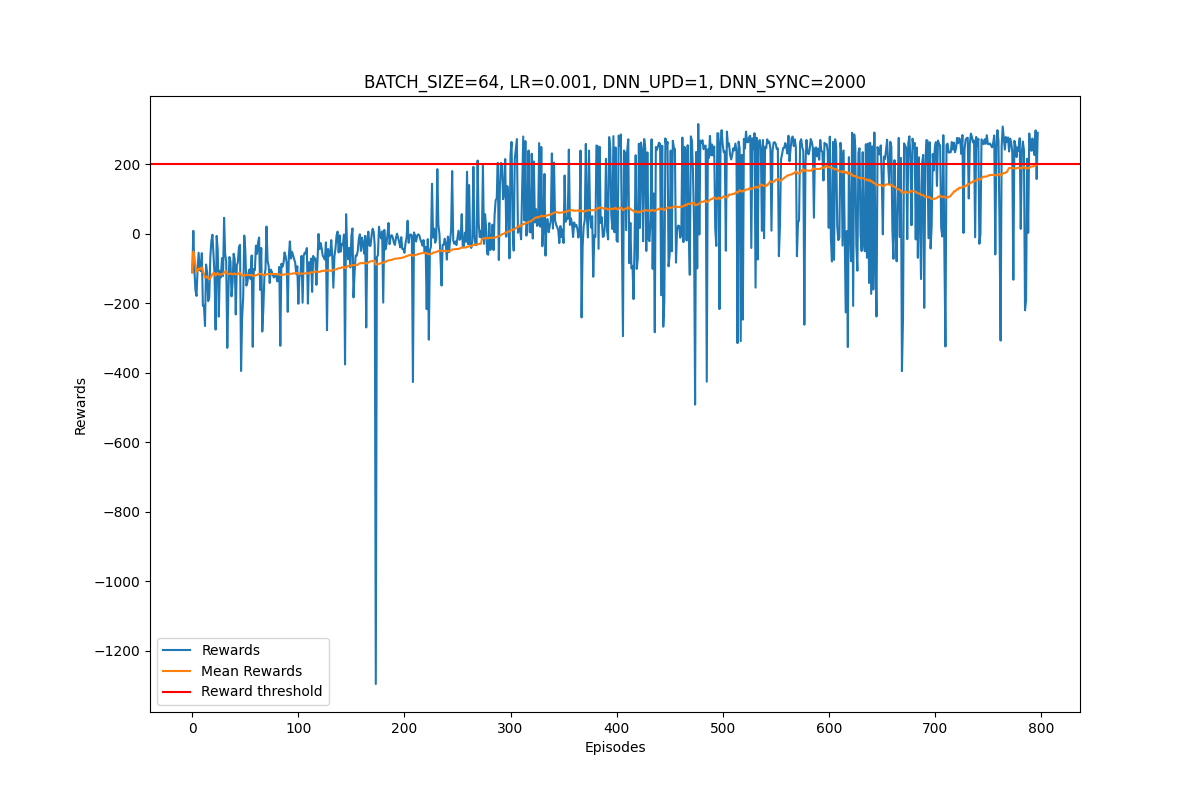 BATCH_SIZE=64, LR=0.001, DNN_UPD=1, DNN_SYNC=2000
Rewards
200
0
−200
−400
−600
−800
−1000
−1200
Rewards
Mean Rewards
Reward threshold
0 100 200 300 400 500 600 700 800
Episodes